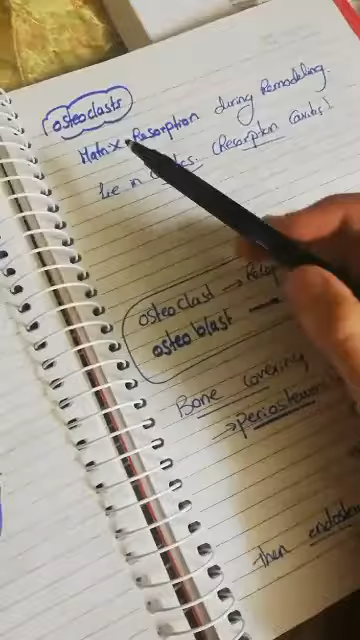 osteoclasts
Matrix Resorption during Remodeling.
lie in (Resorption cavities)
osteoclast →
osteoblast
Bone covering
→ periosteum
then